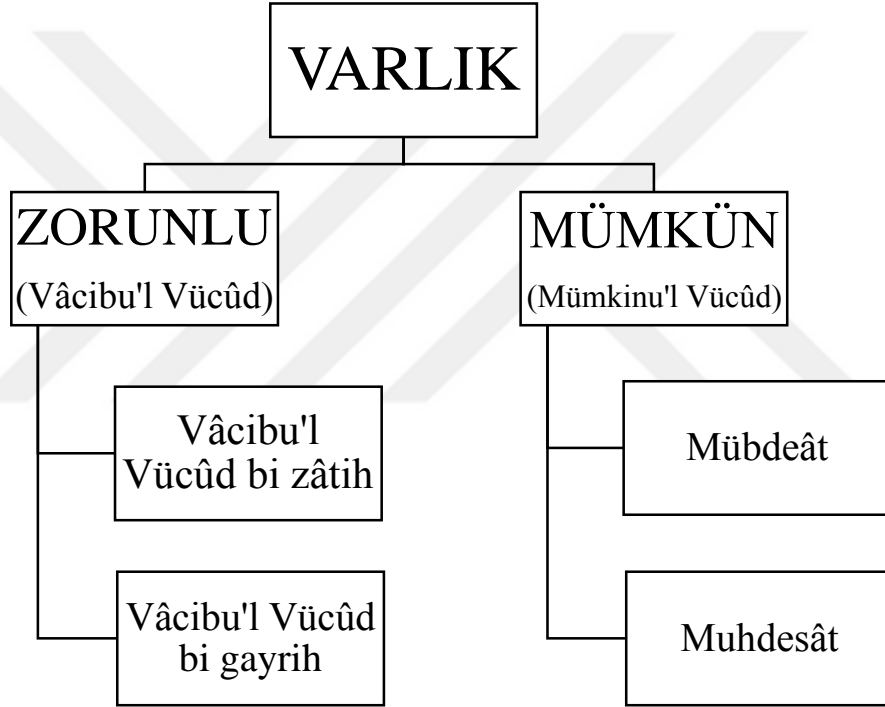 VARLIK
ZORUNLU
(Vâcibu'l Vücûd)
Vâcibu'l
Vücûd bi zâtih
Vâcibu'l Vücûd
bi gayrih
MÜMKÜN
(Mümkinu'l Vücûd)
Mübdeât
Muhdesât